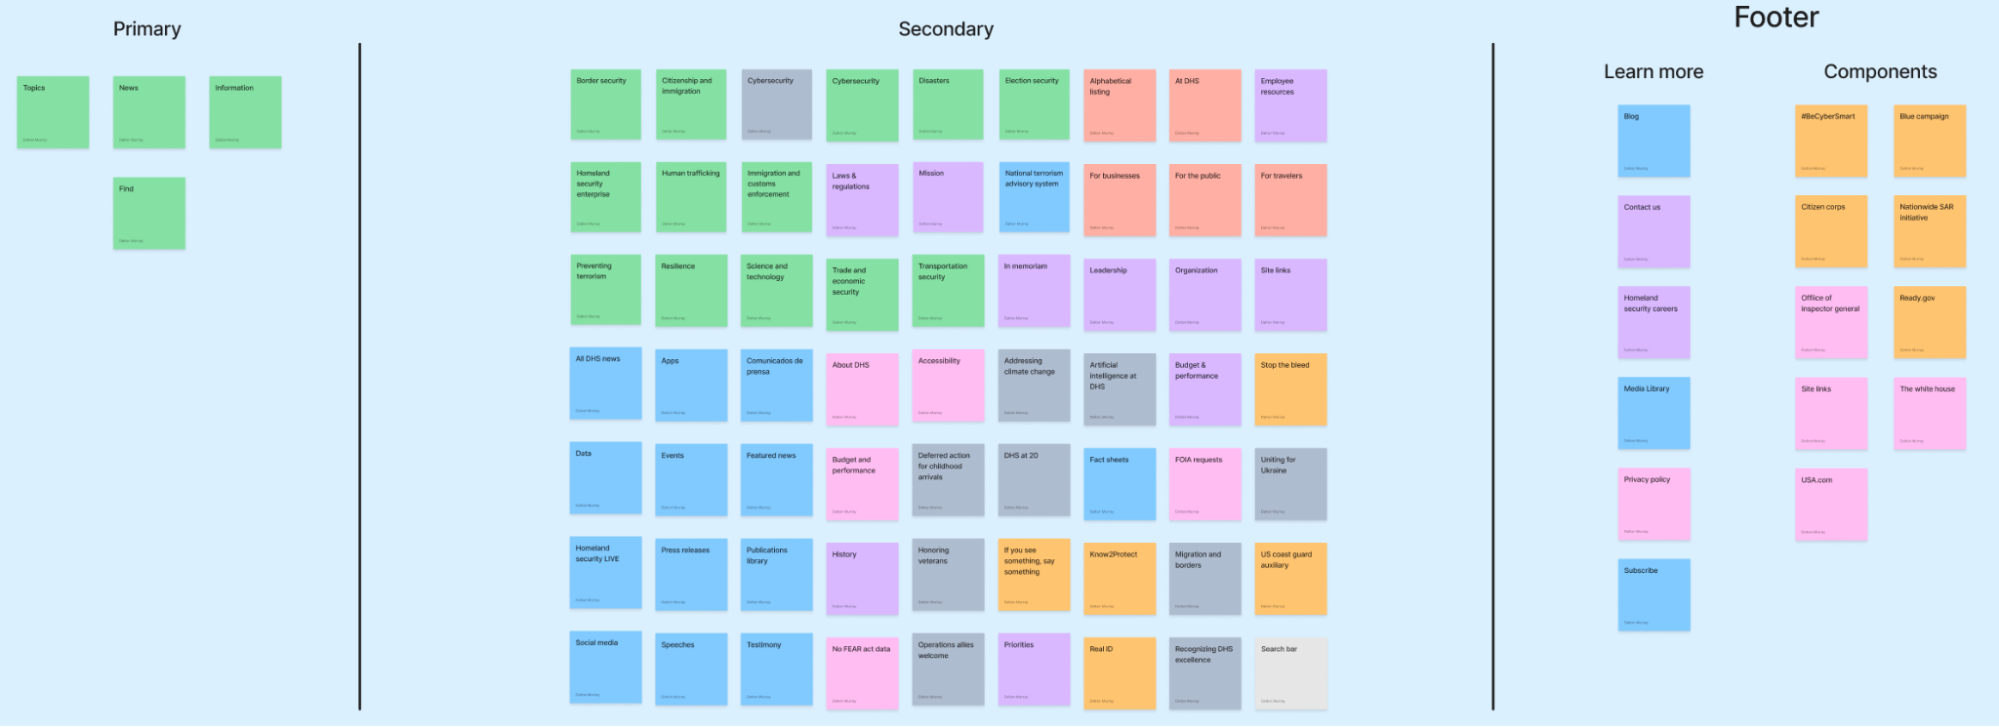 Primary
Topics
News
Information
Find
Secondary
Border security
Citizenship and
immigration
Cybersecurity
Cybersecurity
Disasters
Election security
Alphabetical
listing
At DHS
Employee
resources
Homeland
security
enterprise
Human trafficking
Immigration and
customs
enforcement
Laws &
regulations
Mission
National terrorism
advisory system
For businesses
For the public
For travelers
Preventing
terrorism
Resilience
Science and
technology
Trade and
economic
security
Transportation
security
In memoriam
Leadership
Organization
Site links
All DHS news
Apps
Comunicados de
prensa
About DHS
Accessibility
Addressing
climate change
Artificial
intelligence at
DHS
Budget &
performance
Stop the bleed
Data
Events
Featured news
Budget and
performance
Deferred action
for childhood
arrivals
DHS at 20
Fact sheets
FOIA requests
Uniting for
Ukraine
Homeland
security LIVE
Press releases
Publications
library
History
Honoring
veterans
If you see
something, say
something
Know2Protect
Migration and
borders
US coast guard
auxiliary
Social media
Speeches
Testimony
No FEAR act data
Operations allies
welcome
Priorities
Real ID
Recognizing DHS
excellence
Search bar
Footer
Learn more
Blog
Contact us
Homeland
security careers
Media Library
Privacy policy
Subscribe
Components
#BeCyberSmart
Blue campaign
Citizen corps
Nationwide SAR
initiative
Office of
inspector general
Ready.gov
Site links
The white house
USA.com